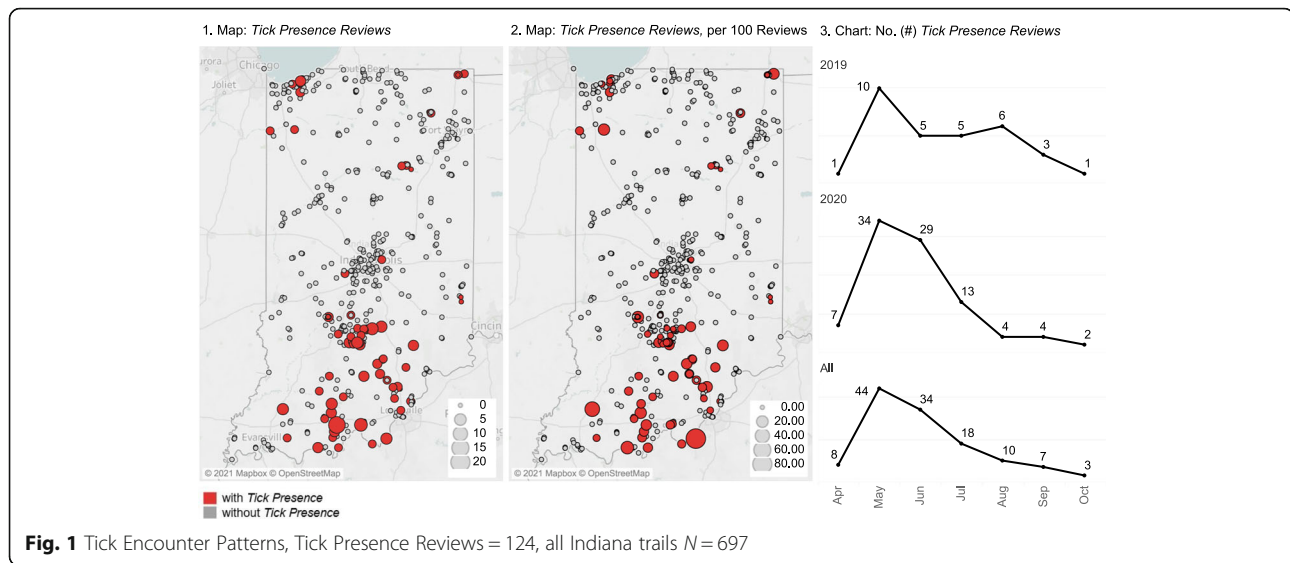 1. Map: Tick Presence Reviews
2. Map: Tick Presence Reviews, per 100 Reviews
3. Chart: No. (#) Tick Presence Reviews
Chicago
Joliet
South Bend
Fort Wayne
Evansville
Louisville
0
5
10
15
20
© 2021 Mapbox © OpenStreetMap
0.00
20.00
40.00
60.00
80.00
© 2021 Mapbox © OpenStreetMap
with Tick Presence
without Tick Presence
2019
1
10
5
5
6
3
1
2020
7
34
29
13
4
4
2
All
8
44
34
18
10
7
3
Apr
May
Jun
Jul
Aug
Sep
Oct
Fig. 1 Tick Encounter Patterns, Tick Presence Reviews = 124, all Indiana trails N = 697